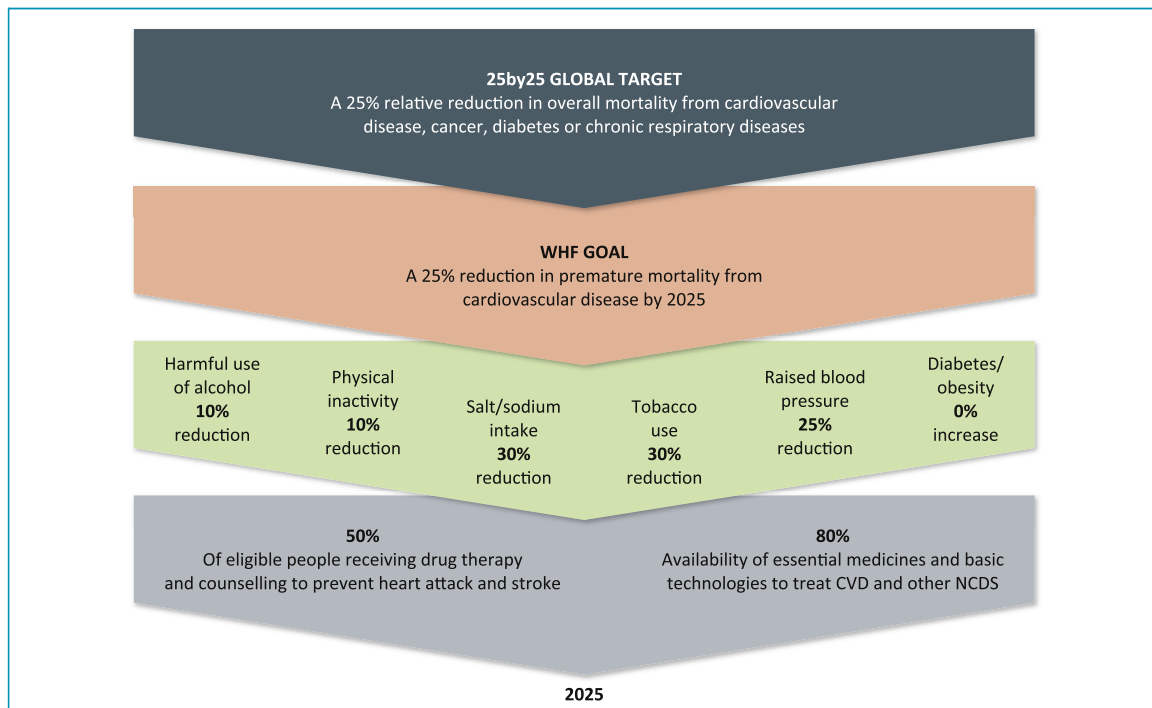 25by25 GLOBAL TARGET
A 25% relative reduction in overall mortality from cardiovascular
disease, cancer, diabetes or chronic respiratory diseases
WHF GOAL
A 25% reduction in premature mortality from
cardiovascular disease by 2025
Harmful use
of alcohol
10%
reduction
Physical
inactivity
10%
reduction
Salt/sodium
intake
30%
reduction
Tobacco
use
30%
reduction
Raised blood
pressure
25%
reduction
Diabetes/
obesity
0%
increase
50%
Of eligible people receiving drug therapy
and counselling to prevent heart attack and stroke
80%
Availability of essential medicines and basic
technologies to treat CVD and other NCDS
2025